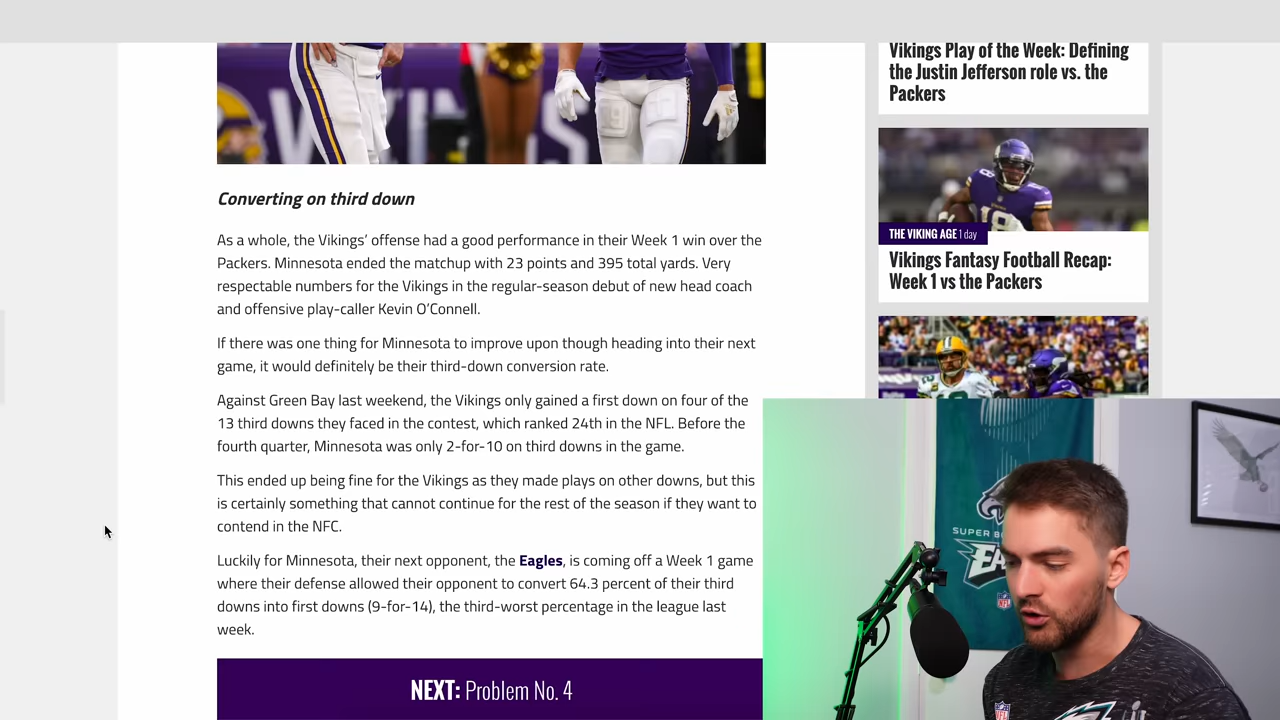 Converting on third down
As a whole, the Vikings’ offense had a good performance in their Week 1 win over the
Packers. Minnesota ended the matchup with 23 points and 395 total yards. Very
respectable numbers for the Vikings in the regular-season debut of new head coach
and offensive play-caller Kevin O’Connell.
If there was one thing for Minnesota to improve upon though heading into their next
game, it would definitely be their third-down conversion rate.
Against Green Bay last weekend, the Vikings only gained a first down on four of the
13 third downs they faced in the contest, which ranked 24th in the NFL. Before the
fourth quarter, Minnesota was only 2-for-10 on third downs in the game.
This ended up being fine for the Vikings as they made plays on other downs, but this
is certainly something that cannot continue for the rest of the season if they want to
contend in the NFC.
Luckily for Minnesota, their next opponent, the Eagles, is coming off a Week 1 game
where their defense allowed their opponent to convert 64.3 percent of their third
downs into first downs (9-for-14), the third-worst percentage in the league last
week.
NEXT: Problem No. 4
Vikings Play of the Week: Defining
the Justin Jefferson role vs. the
Packers
18
THE VIKING AGE 1 day
Vikings Fantasy Football Recap:
Week 1 vs the Packers
SUPER
NFL